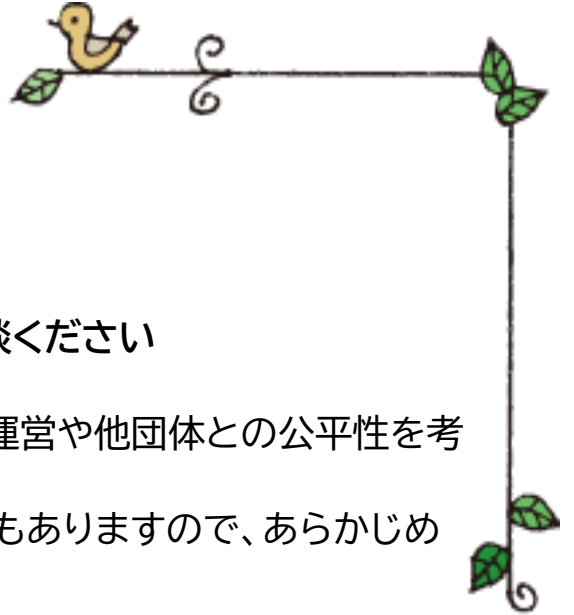 ください
運営や他団体との公平性を考
もありますので、あらかじめ